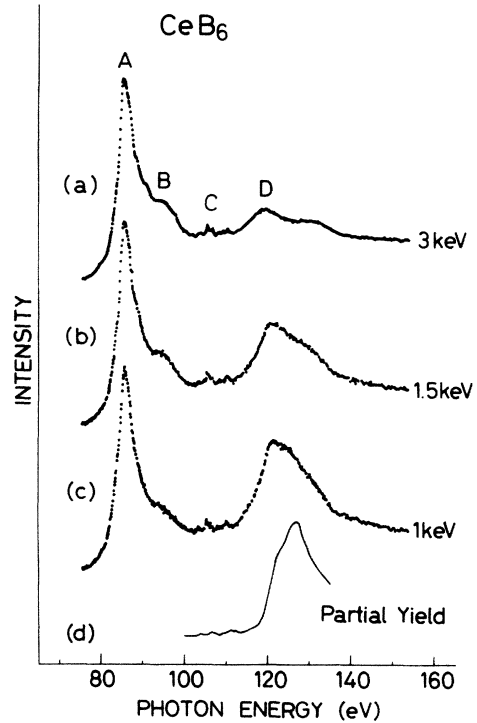 CeB6
A
B
C
D
(a)
3keV
(b)
1.5keV
(c)
1keV
(d)
Partial Yield
INTENSITY
80 100 120 140 160
PHOTON ENERGY (eV)